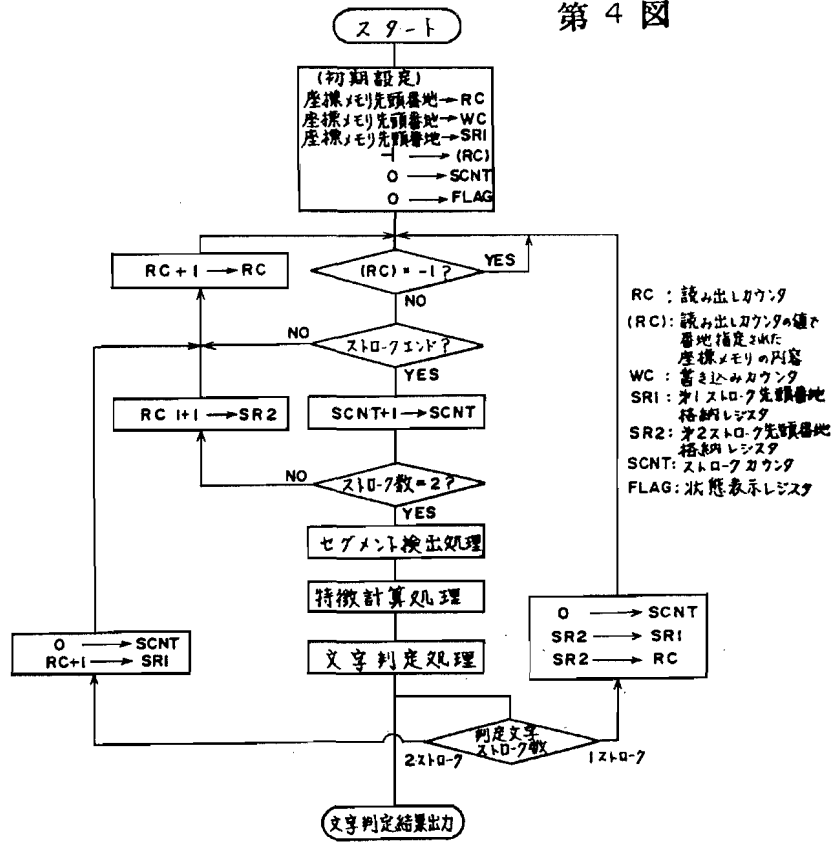 第4図
スタート
(初期設定)
座標メモリ先頭番地→RC
座標メモリ先頭番地→WC
座標メモリ先頭番地→SR1
-1→(RC)
0→SCNT
0→FLAG
RC+1→RC
(RC)=-1?
YES
NO
NO
ストロークエンド?
YES
RC 1+1→SR2
SCNT+1→SCNT
NO
ストローク数=2?
YES
セグメント検出処理
特徴計算処理
文字判定処理
0→SCNT
RC+1→SR1
0→SCNT
SR2→SR1
SR2→RC
判定文字
ストローク数
2ストローク
1ストローク
文字判定結果出力
RC:読み出しカウンタ
(RC):読み出しカウンタの値で
番地指定された
座標メモリの内容
WC:書き込みカウンタ
SR1:第1ストローク先頭番地
格納レジスタ
SR2:第2ストローク先頭番地
格納レジスタ
SCNT:ストロークカウンタ
FLAG:状態表示レジスタ